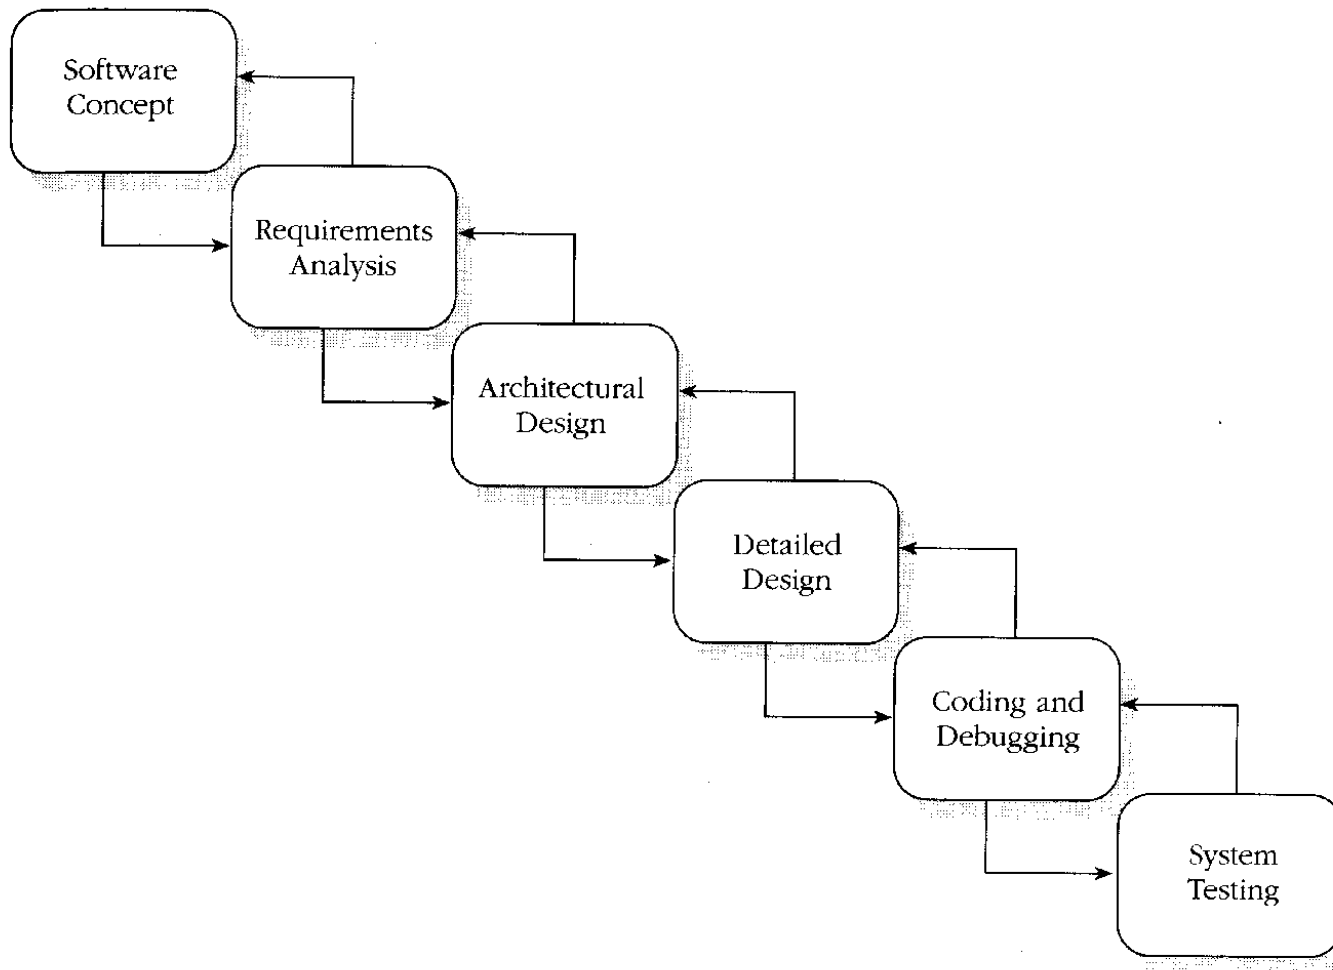 Software
Concept
Requirements
Analysis
Architectural
Design
Detailed
Design
Coding and
Debugging
System
Testing